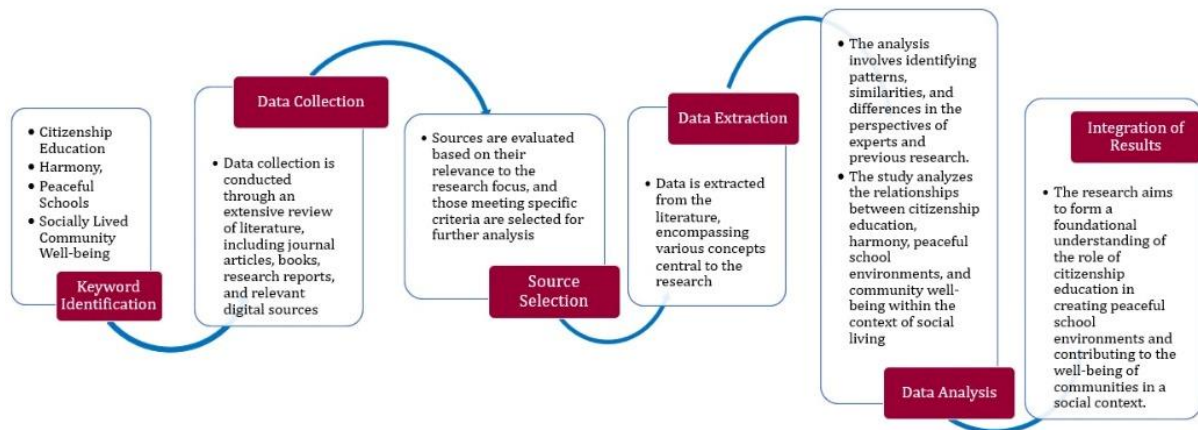 • Citizenship
Education
• Harmony,
• Peaceful
Schools
• Socially Lived
Community
Well-being
Keyword
Identification
Data Collection
• Data collection is
conducted
through an
extensive review
of literature,
including journal
articles, books,
research reports,
and relevant
digital sources
• Sources are evaluated
based on their
relevance to the
research focus, and
those meeting specific
criteria are selected for
further analysis
Source
Selection
Data Extraction
• Data is extracted
from the
literature,
encompassing
various concepts
central to the
research
• The analysis
involves identifying
patterns,
similarities, and
differences in the
perspectives of
experts and
previous research.
• The study analyzes
the relationships
between citizenship
education,
harmony, peaceful
school
environments, and
community well-
being within the
context of social
living
Data Analysis
Integration of
Results
• The research aims
to form a
foundational
understanding of
the role of
citizenship
education in
creating peaceful
school
environments and
contributing to the
well-being of
communities in a
social context.